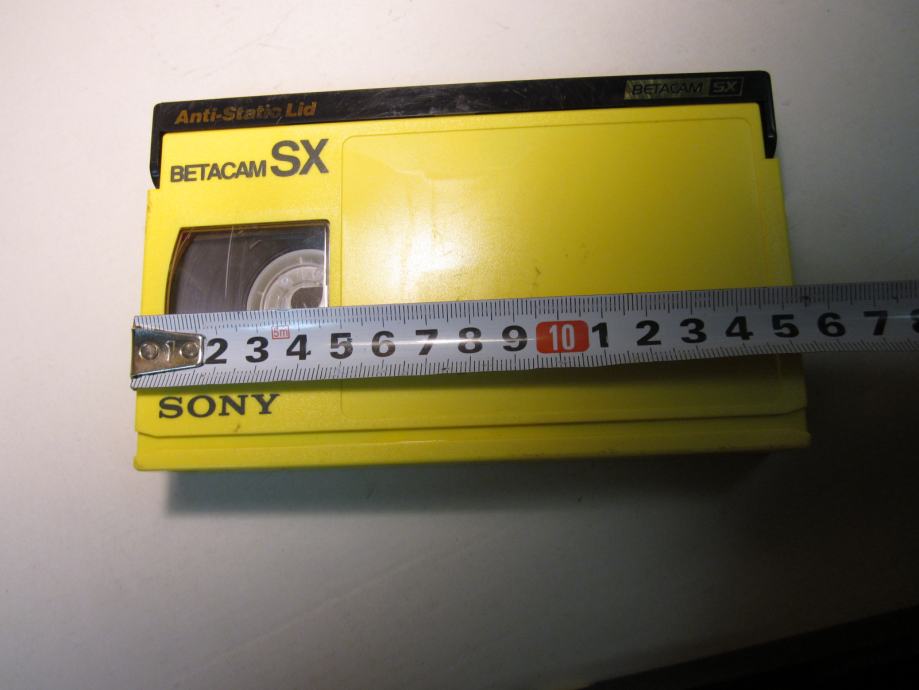 Anti-Static Lid
BETACAM SX
BETACAM SX
5m
1 2 3 4 5 6 7 8 9 10 1 2 3 4 5 6 7
SONY